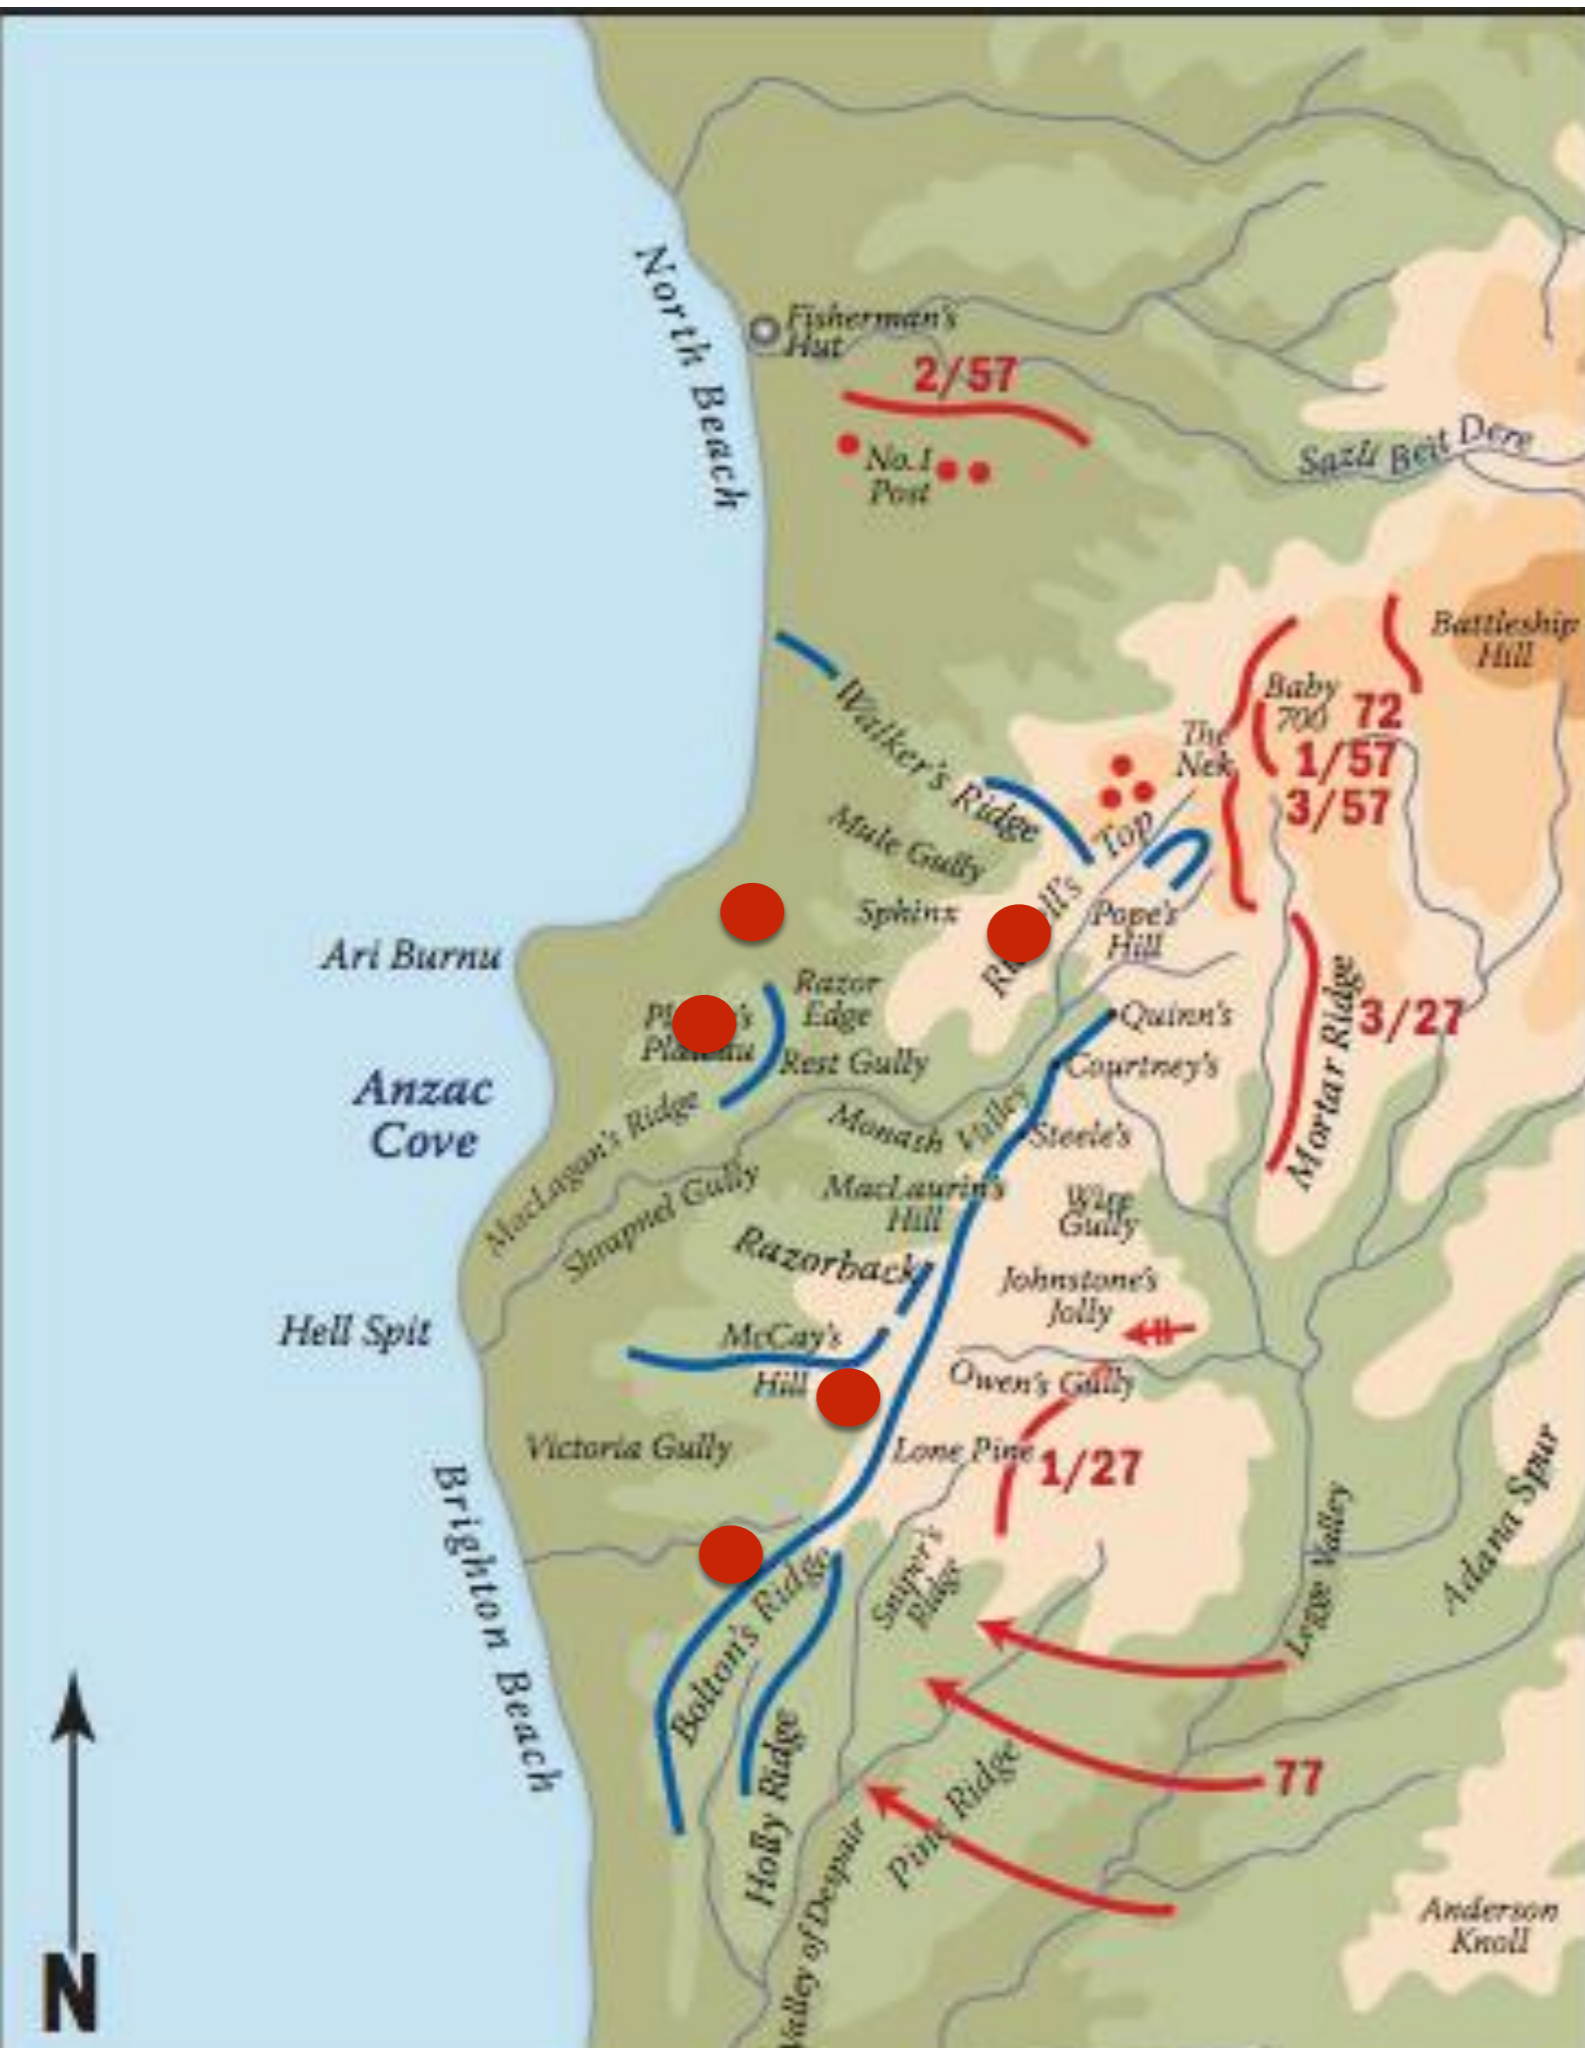 North Beach
Fisherman's
Hut
2/57
No.1
Post
Sazli Beit Dere
Battleship
Hill
Baby
700
72
The
Nek
1/57
3/57
Walker's Ridge
Top
Mule Gully
Sphinx
Pope's
Hill
Ari Burnu
Razor
Edge
Quinn's
3/27
Mortar Ridge
Rest Gully
Courtney's
Anzac
Cove
MacLagan's Ridge
Monash Valley
Steele's
Shrapnel Gully
MacLaurin's
Hill
Wire
Gully
Razorback
Johnstone's
Jolly
Hell Spit
McCay's
Hill
Owen's Gully
Victoria Gully
Lone Pine
1/27
Brighton Beach
Sniper's
Ridge
Legge Valley
Adana Spur
Bolton's Ridge
Holly Ridge
Pine Ridge
77
Valley of Despair
Anderson
Knoll
N